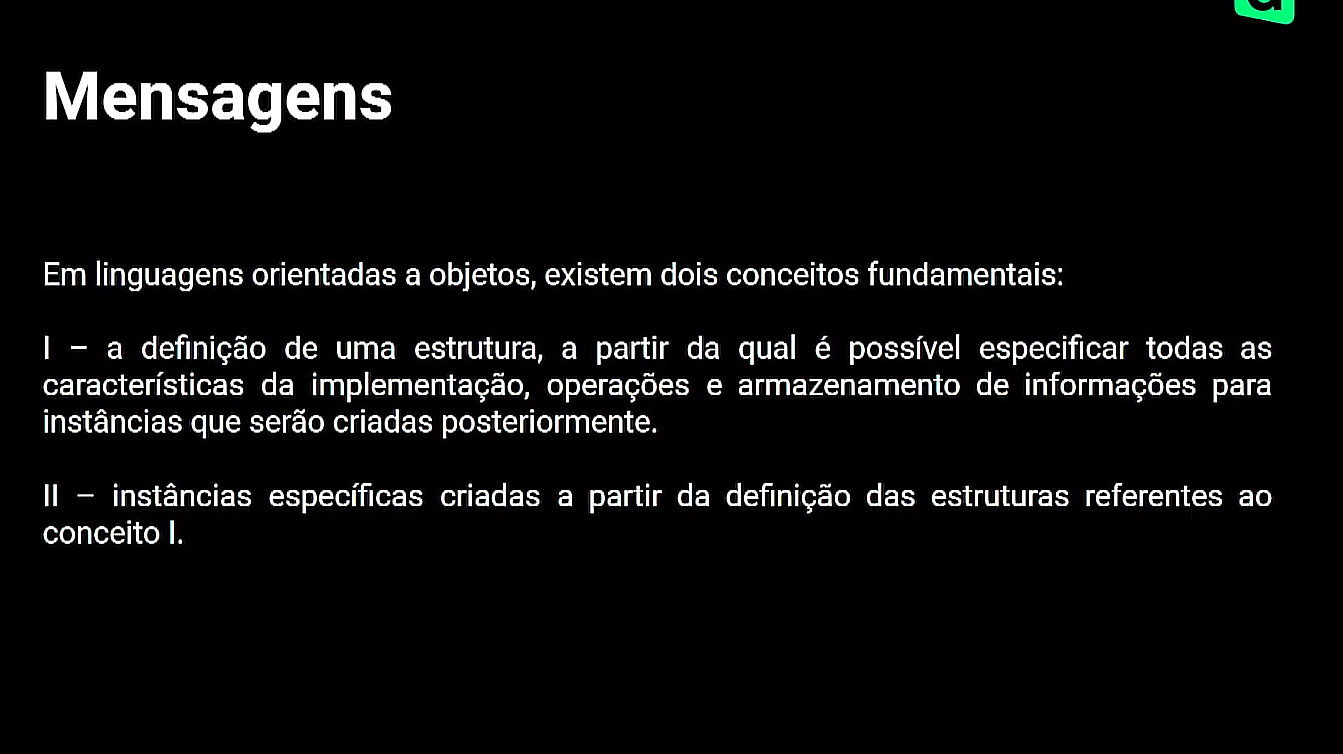 Mensagens
Em linguagens orientadas a objetos, existem dois conceitos fundamentais:
I – a definição de uma estrutura, a partir da qual é possível especificar todas as
características da implementação, operações e armazenamento de informações para
instâncias que serão criadas posteriormente.
II – instâncias específicas criadas a partir da definição das estruturas referentes ao
conceito I.